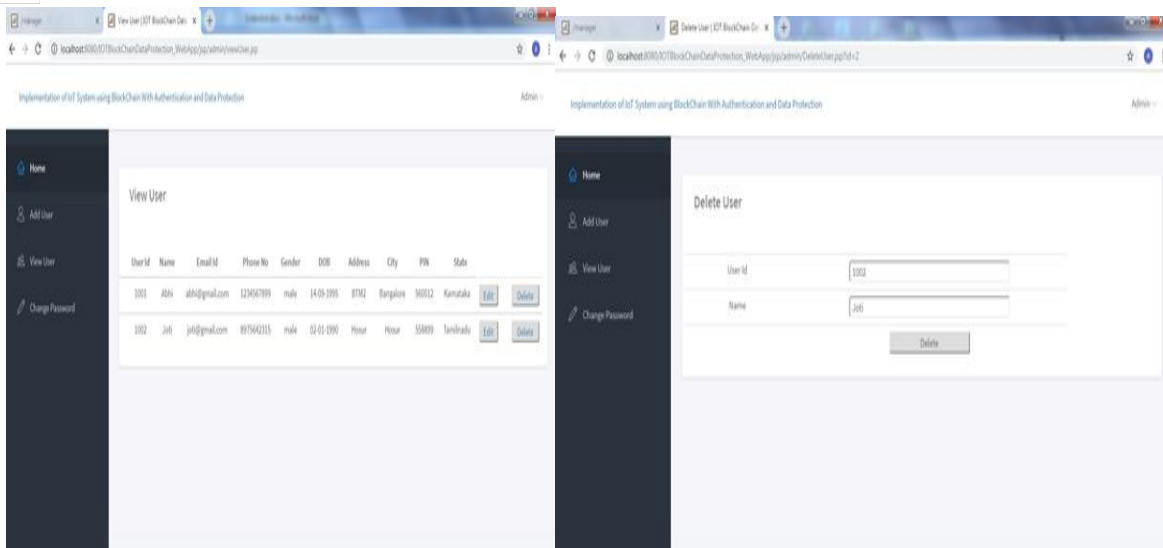 /manager
View User | IOT BlockChain Dat
localhost:8080/IOTBlockChainDataProtection_WebApp/jsp/admin/viewUser.jsp
Implementation of IoT System using BlockChain With Authentication and Data Protection
Admin
Home
Add User
View User
Change Password
View User
User Id Name Email Id Phone No Gender DOB Address City PIN State
1001 Abhi abhi@gmail.com 1234567899 male 14-09-1995 BTM2 Bangalore 560012 Karnataka Edit Delete
1002 Joti joti@gmail.com 8975642315 male 02-01-1990 Hosur Hosur 558899 Tamilnadu Edit Delete
/manager
Delete User | IOT BlockChain Da
localhost:8080/IOTBlockChainDataProtection_WebApp/jsp/admin/DeleteUser.jsp?id=2
Implementation of IoT System using BlockChain With Authentication and Data Protection
Admin
Home
Add User
View User
Change Password
Delete User
User Id 1002
Name Joti
Delete